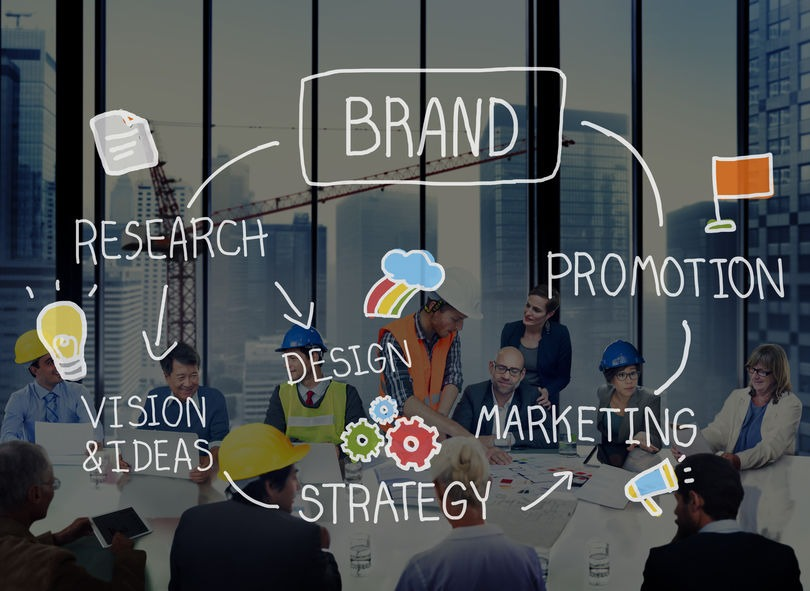 BRAND
RESEARCH
PROMOTION
DESIGN
VISION
& IDEAS
MARKETING
STRATEGY